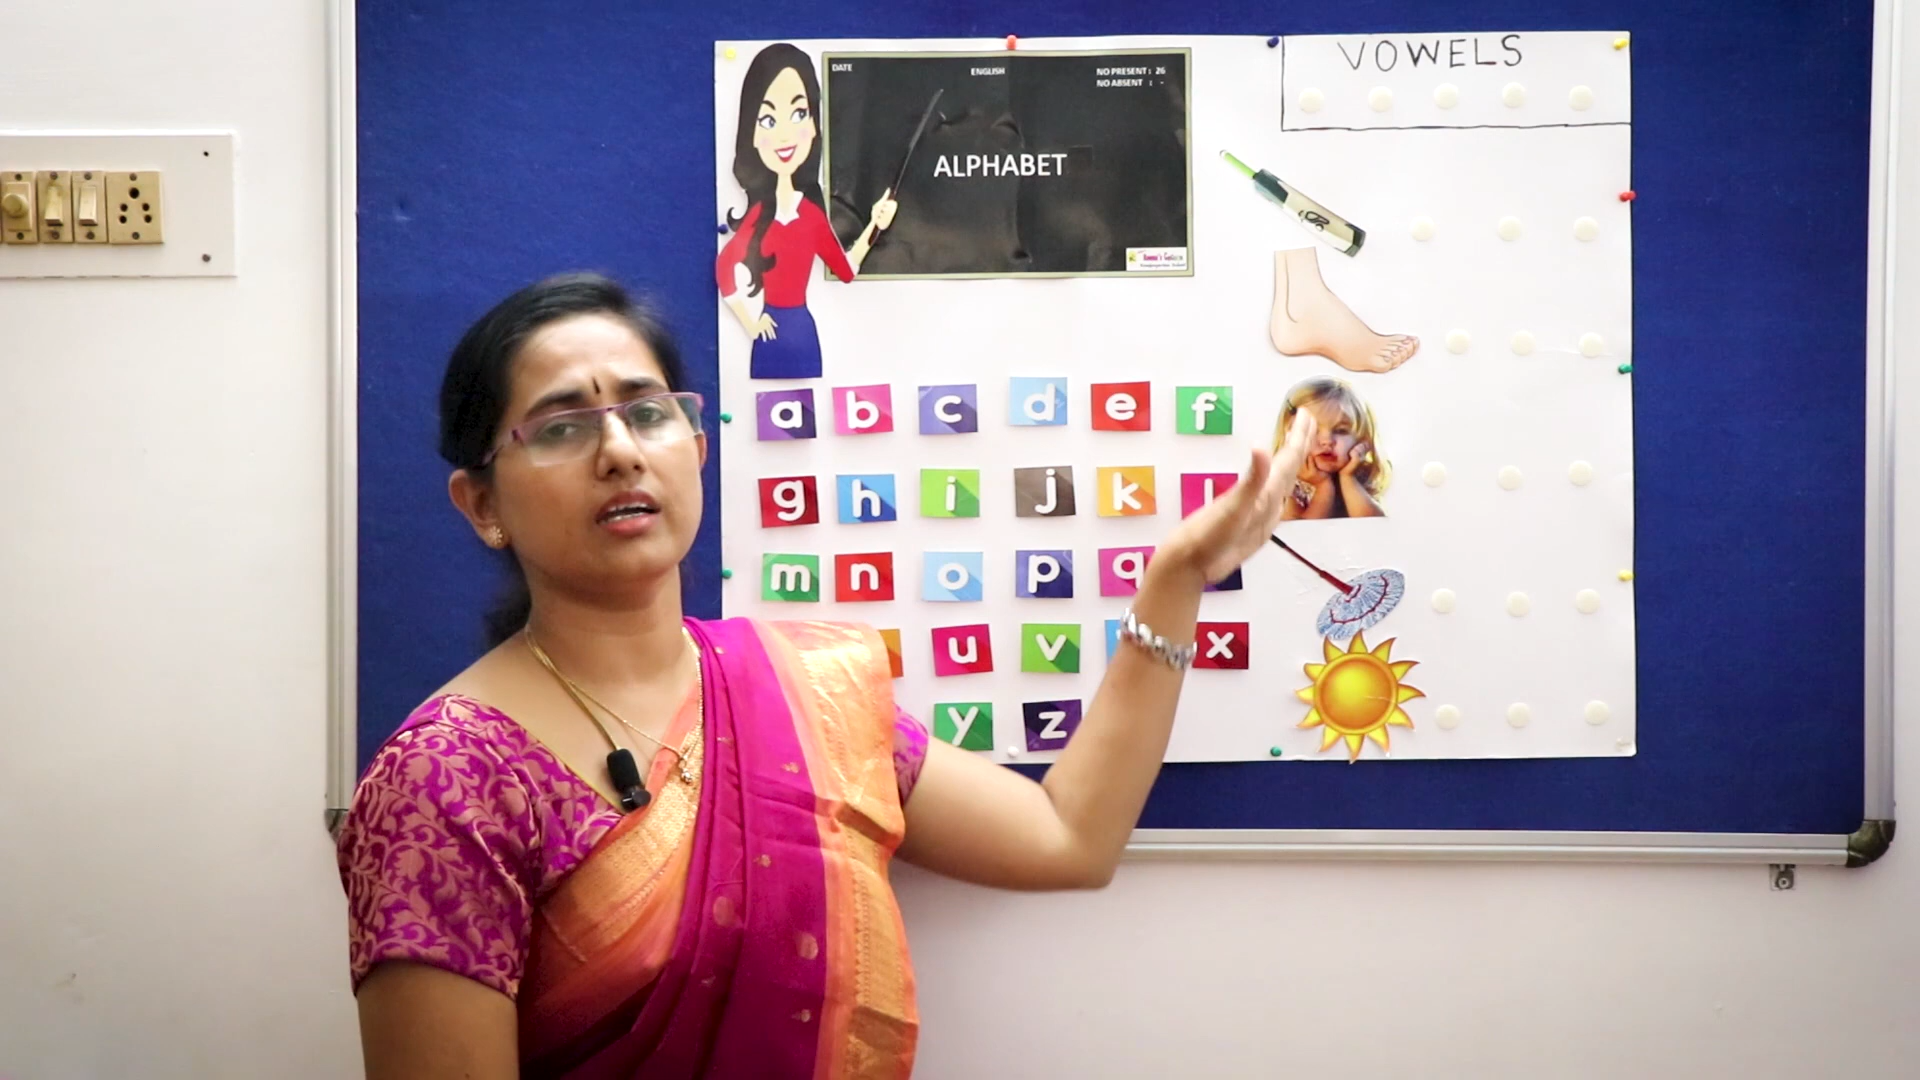 DATE
ENGLISH
NO PRESENT : 26
NO ABSENT : -
ALPHABET
VOWELS
a b c d e f
g h i j k l
m n o p q
u v x
y z